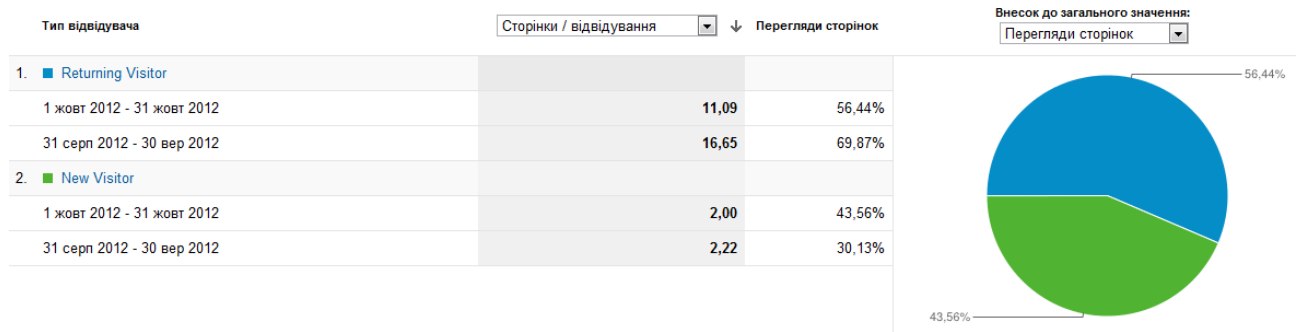 Внесок до загального значення:
Тип відвідувача Сторінки / відвідування Перегляди сторінок Перегляди сторінок
1. Returning Visitor
1 жовт 2012 - 31 жовт 2012 11,09 56,44%
31 серп 2012 - 30 вер 2012 16,65 69,87%
2. New Visitor
1 жовт 2012 - 31 жовт 2012 2,00 43,56%
31 серп 2012 - 30 вер 2012 2,22 30,13%
56,44%
43,56%